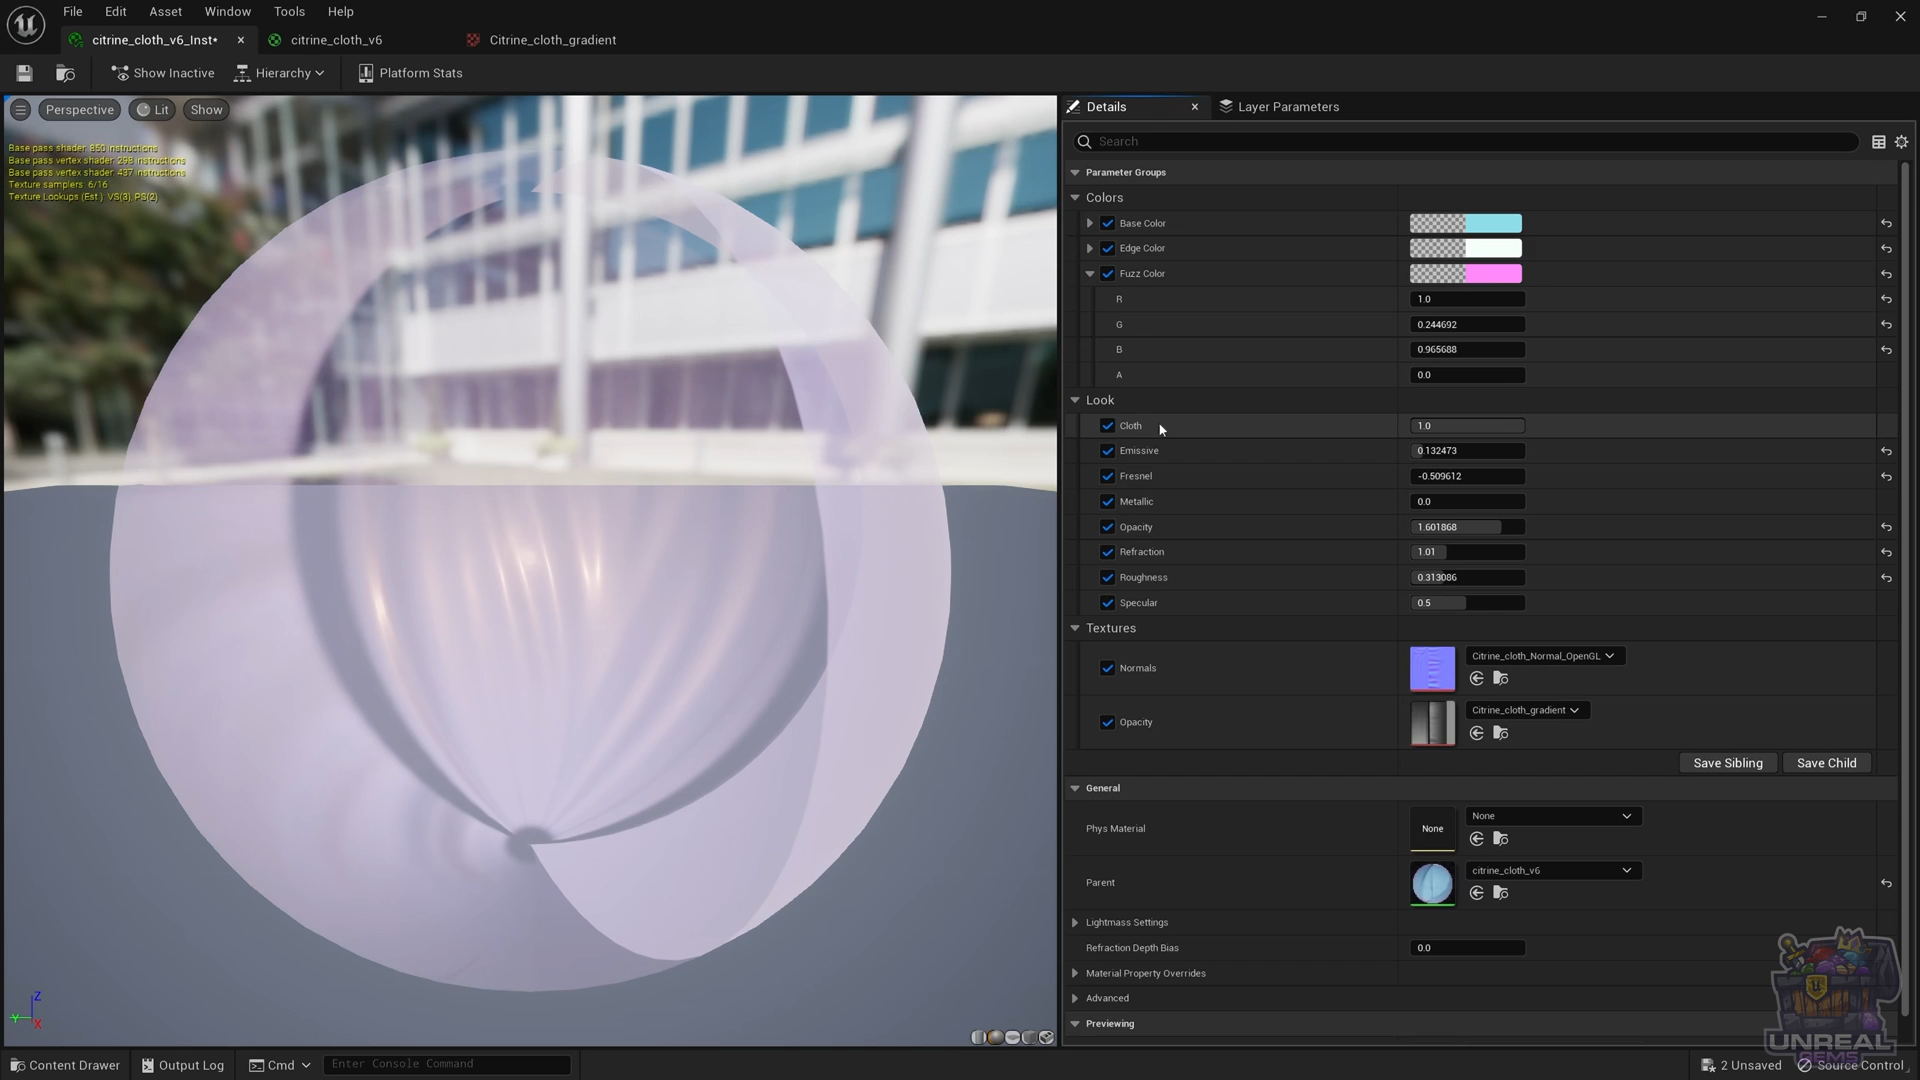 File Edit Asset Window Tools Help
citrine_cloth_v6_Inst* citrine_cloth_v6 Citrine_cloth_gradient
Show Inactive Hierarchy Platform Stats
Perspective Lit Show
Base pass shader: 850 instructions
Base pass vertex shader: 298 instructions
Base pass vertex shader: 437 instructions
Texture samplers: 6/16
Texture Lookups (Est.): VS(3), PS(2)
Details Layer Parameters
Search
Parameter Groups
Colors
Base Color
Edge Color
Fuzz Color
R 1.0
G 0.244692
B 0.965688
A 0.0
Look
Cloth 1.0
Emissive 0.132473
Fresnel -0.509612
Metallic 0.0
Opacity 1.601868
Refraction 1.01
Roughness 0.313086
Specular 0.5
Textures
Normals Citrine_cloth_Normal_OpenGL
Opacity Citrine_cloth_gradient
Save Sibling Save Child
General
Phys Material None None
Parent citrine_cloth_v6
Lightmass Settings
Refraction Depth Bias 0.0
Material Property Overrides
Advanced
Previewing
Z
Y
X
UNREAL
GEMS
Content Drawer Output Log Cmd Enter Console Command 2 Unsaved Source Control